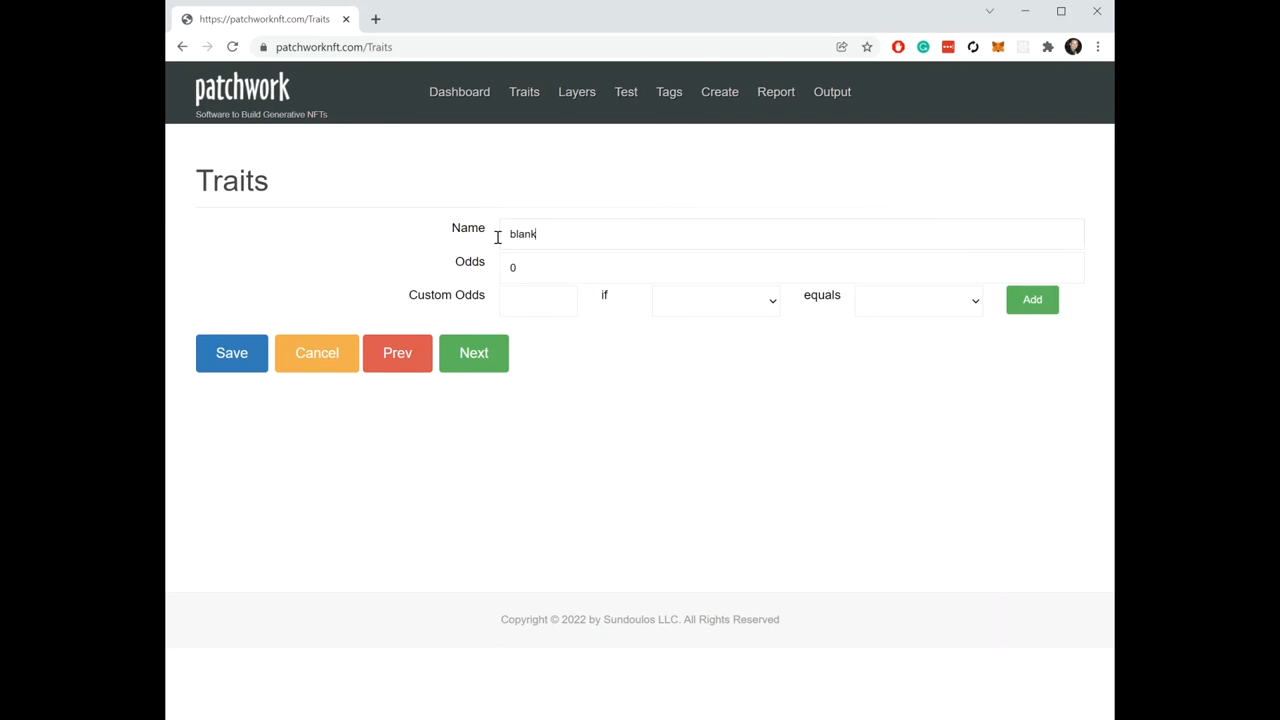 https://patchworknft.com/Traits
patchworknft.com/Traits
patchwork
Software to Build Generative NFTs
Dashboard Traits Layers Test Tags Create Report Output
Traits
Name blank
Odds 0
Custom Odds if equals Add
Save Cancel Prev Next
Copyright © 2022 by Sundoulos LLC. All Rights Reserved